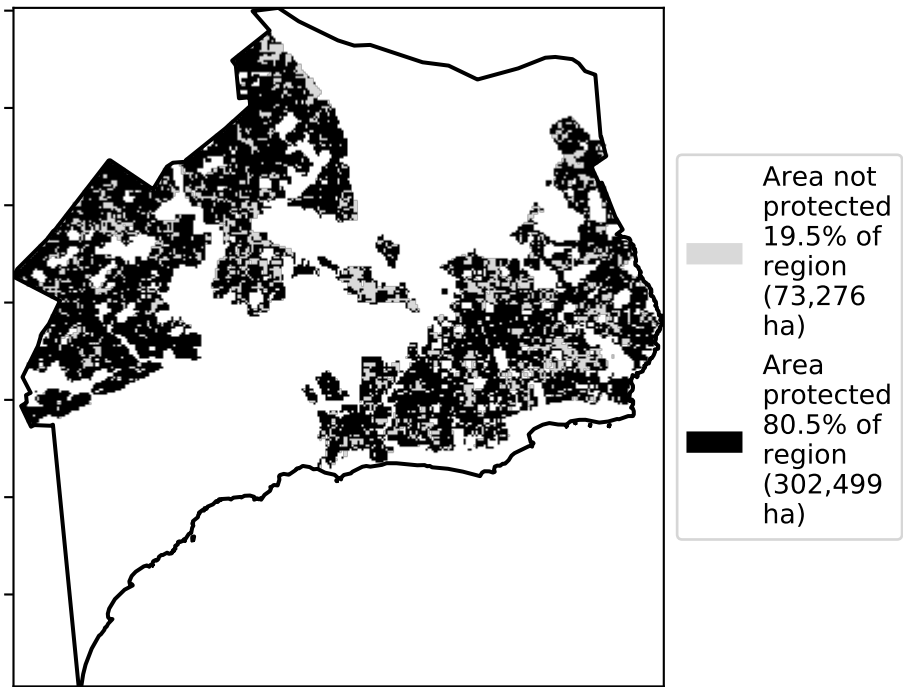 Area not
protected
19.5% of
region
(73,276
ha)
Area
protected
80.5% of
region
(302,499
ha)